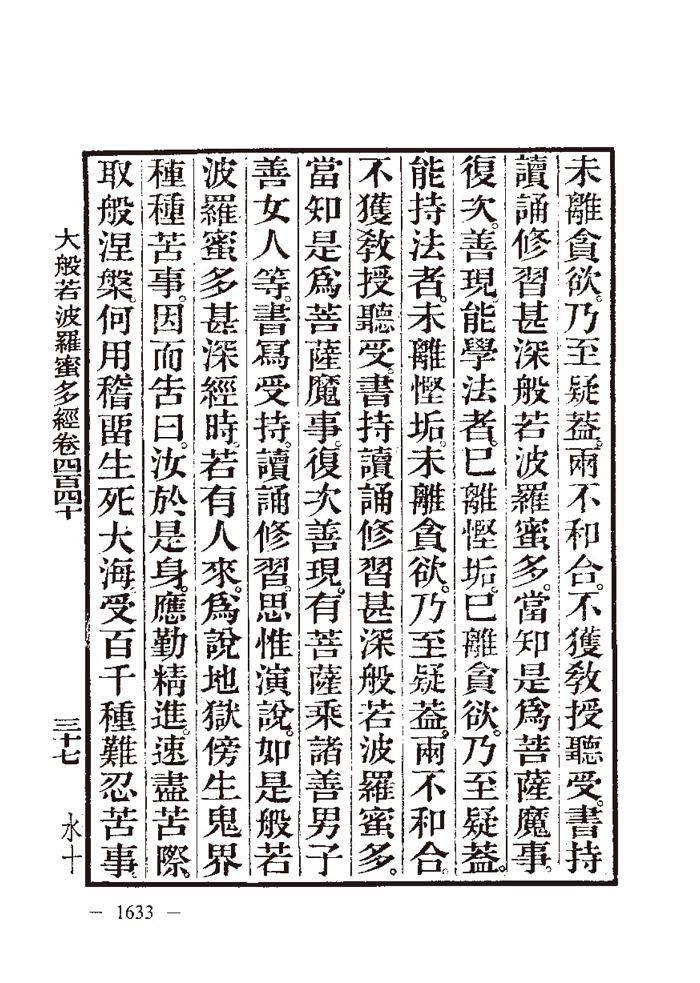 未離貪欲。乃至疑蓋。兩不和合。不獲教授聽受。書持
讀誦修習甚深般若波羅蜜多。當知是為菩薩魔事。
復次。善現。能學法者。已離慳垢。已離貪欲。乃至疑蓋。
能持法者。未離慳垢。未離貪欲。乃至疑蓋。兩不和合。
不獲教授聽受。書持讀誦修習甚深般若波羅蜜多。
當知是為菩薩魔事。復次善現。有菩薩乘諸善男子
善女人等。書寫受持。讀誦修習。思惟演說。如是般若
波羅蜜多甚深經時。若有人來。為說地獄傍生鬼界
種種苦事。因而告曰。汝於是身。應勤精進。速盡苦際。
取般涅槃。何用稽留生死大海。受百千種難忍苦事。
大般若波羅蜜多經卷四百四十 三十七 水十
— 1633 —